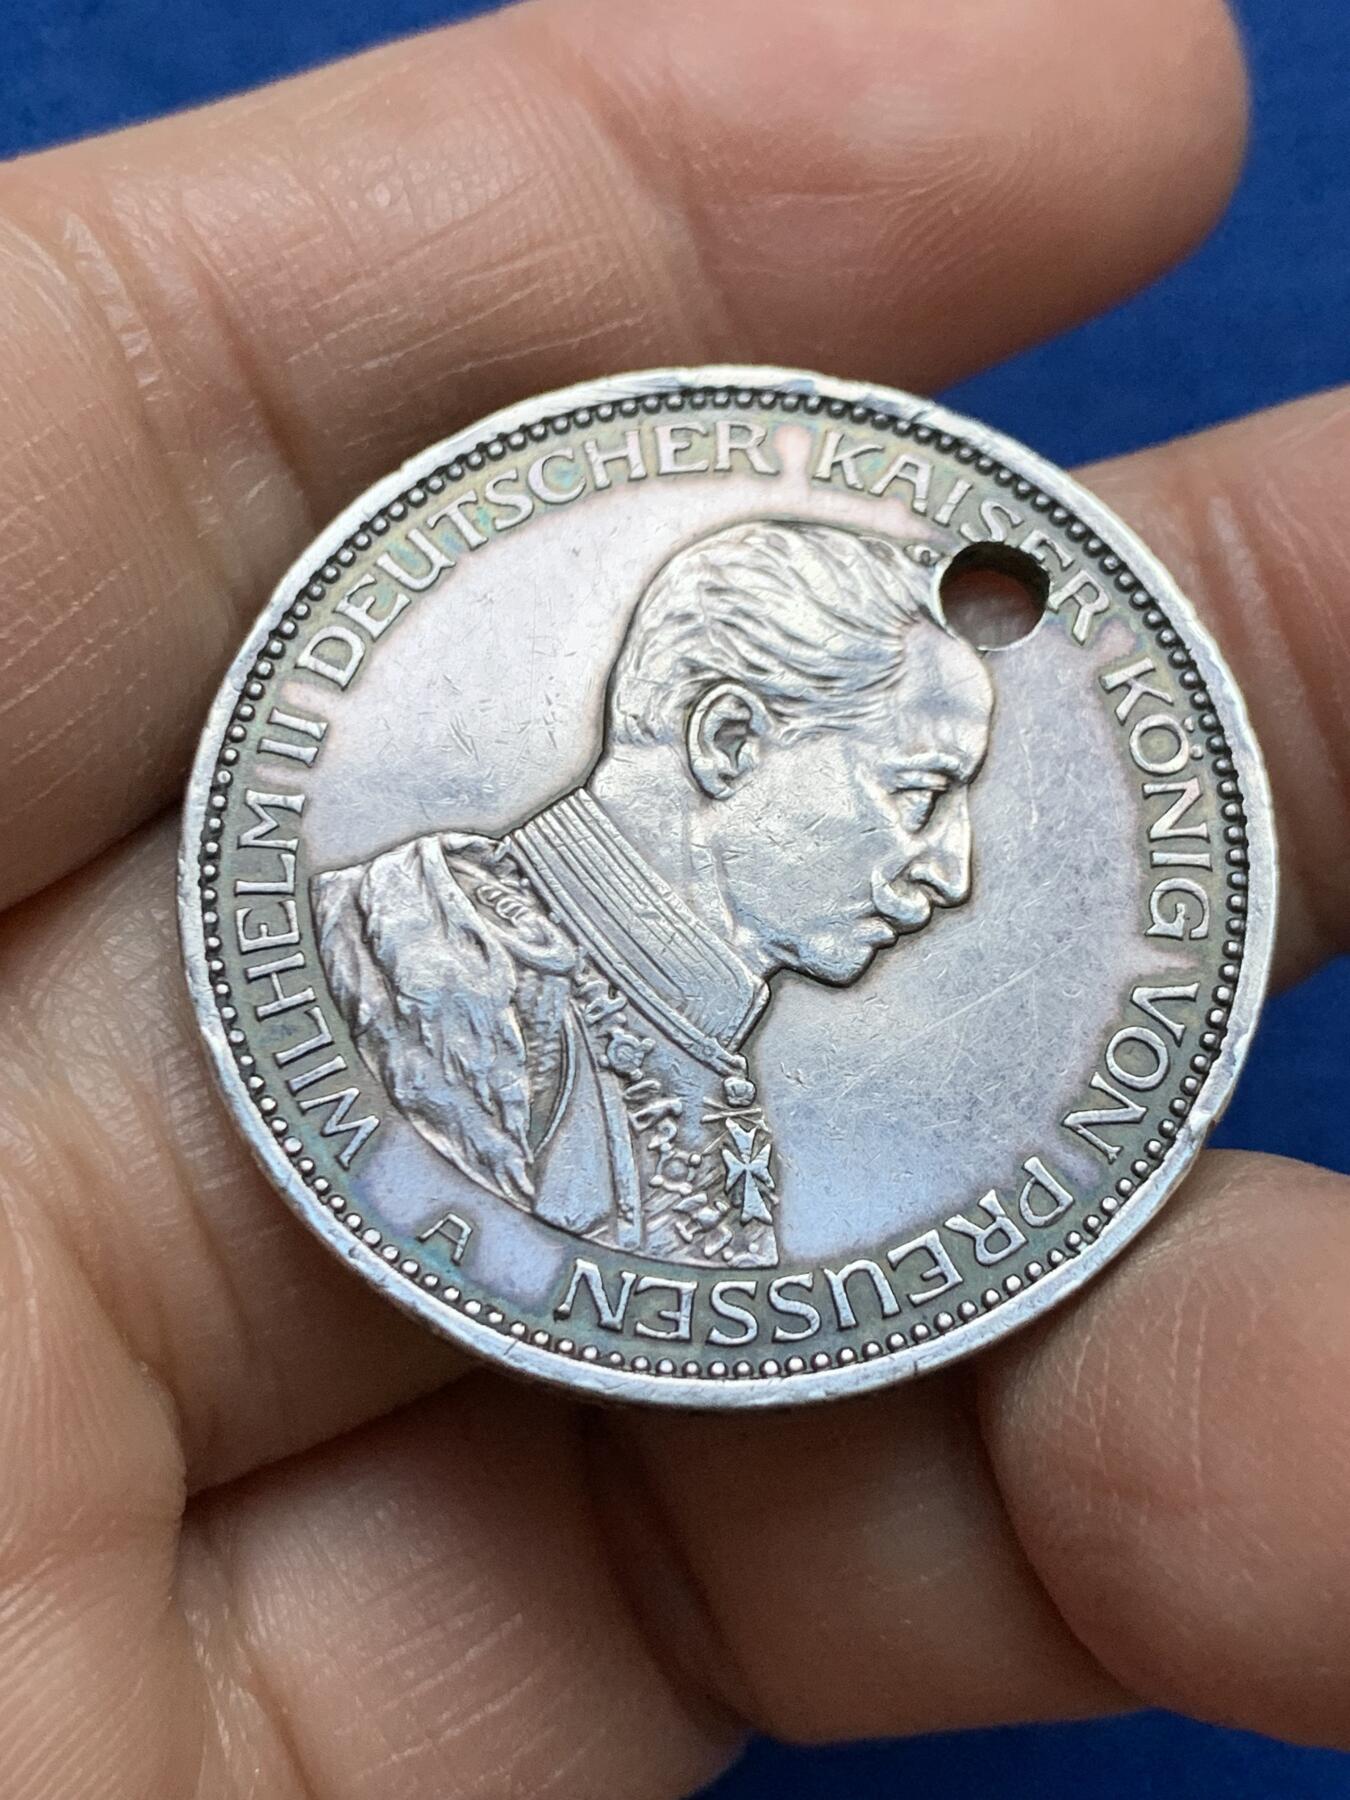 WILHELM II DEUTSCHER KAISER KÖNIG VON PREUSSEN
A